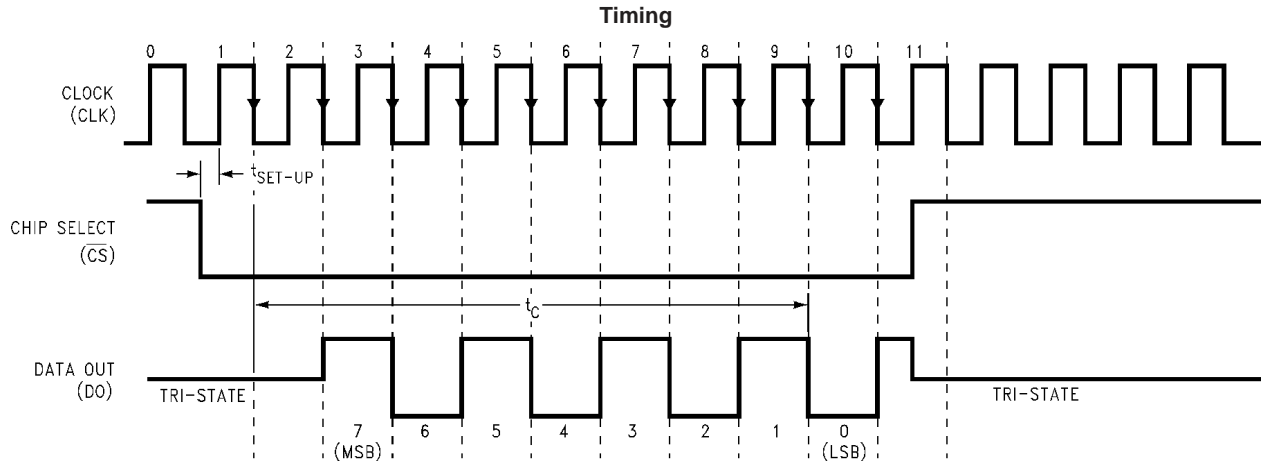 Timing
0 1 2 3 4 5 6 7 8 9 10 11
CLOCK
(CLK)
tSET-UP
CHIP SELECT
(CS)
tC
DATA OUT
(DO)
TRI-STATE
TRI-STATE
7 6 5 4 3 2 1 0
(MSB) (LSB)